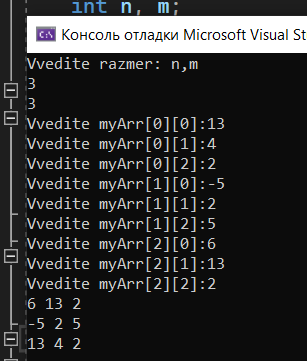 int n, m;
Консоль отладки Microsoft Visual St
Vvedite razmer: n,m
3
3
Vvedite myArr[0][0]:13
Vvedite myArr[0][1]:4
Vvedite myArr[0][2]:2
Vvedite myArr[1][0]:-5
Vvedite myArr[1][1]:2
Vvedite myArr[1][2]:5
Vvedite myArr[2][0]:6
Vvedite myArr[2][1]:13
Vvedite myArr[2][2]:2
6 13 2
-5 2 5
13 4 2